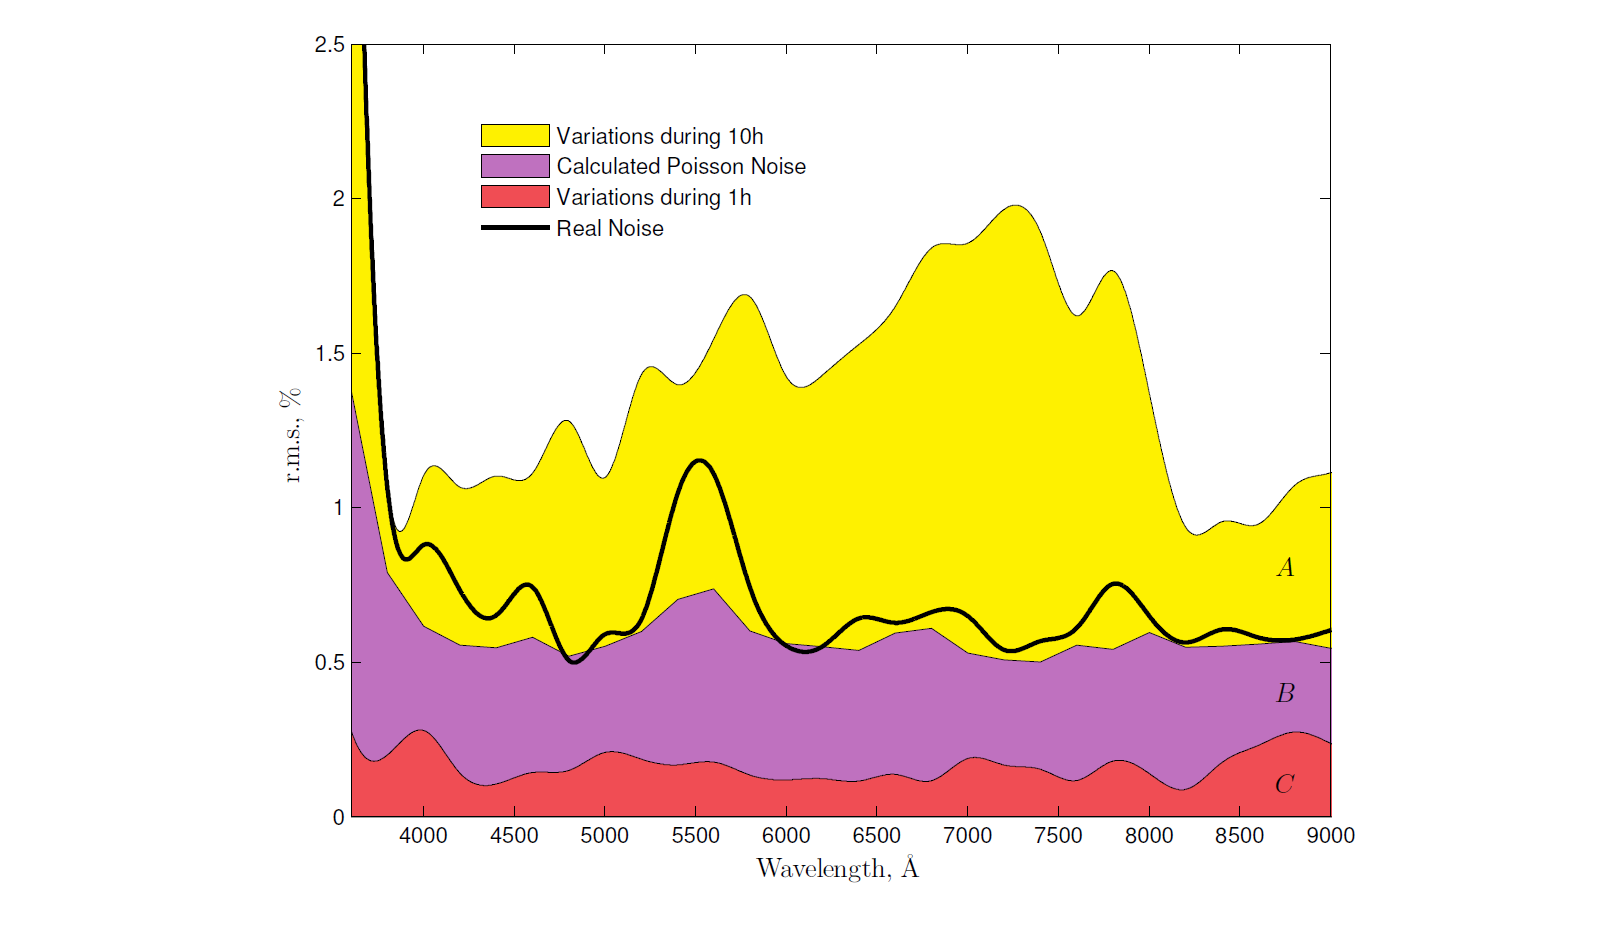 2.5
2
1.5
1
0.5
0
r.m.s., %
Variations during 10h
Calculated Poisson Noise
Variations during 1h
Real Noise
A
B
C
4000 4500 5000 5500 6000 6500 7000 7500 8000 8500 9000
Wavelength, Å